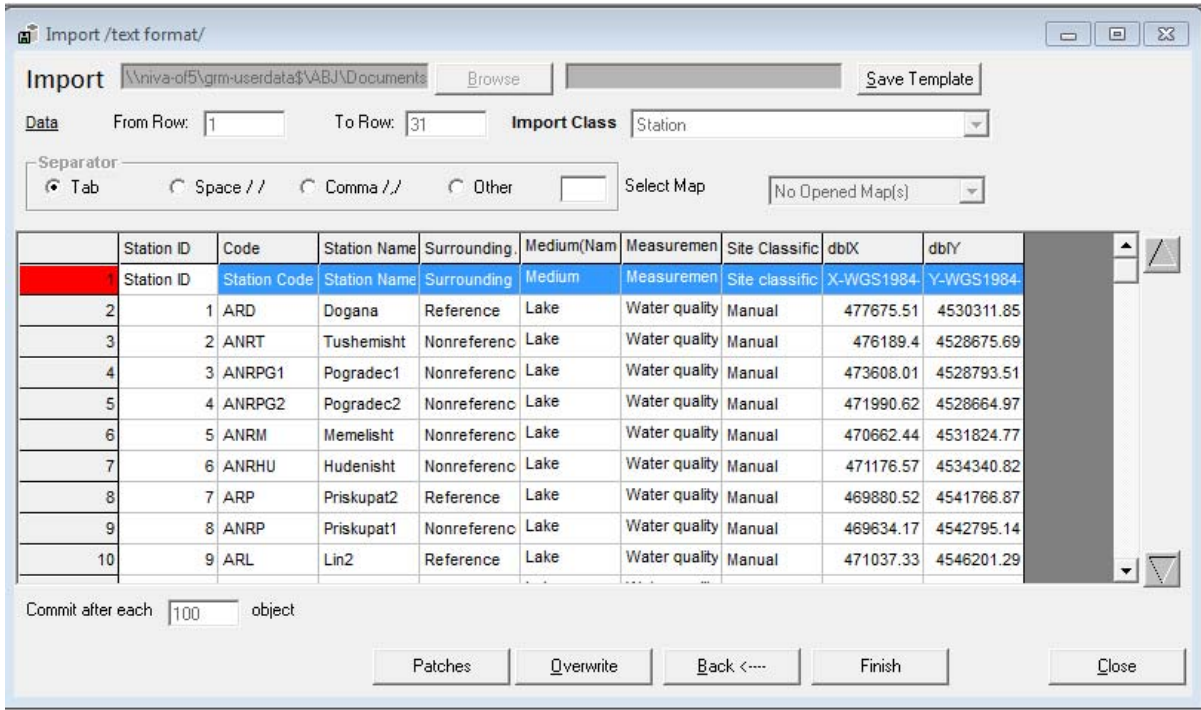 Import /text format/
Import \\niva-of5\grm-userdata$\ABJ\Documents Browse Save Template
Data From Row: 1 To Row: 31 Import Class Station
Separator
Tab Space / / Comma /,/ Other Select Map No Opened Map(s)
Station ID Code Station Name Surrounding. Medium(Nam Measuremen Site Classific dblX dblY
1 Station ID Station Code Station Name Surrounding Medium Measuremen Site classific X-WGS1984- Y-WGS1984-
2 1 ARD Dogana Reference Lake Water quality Manual 477675.51 4530311.85
3 2 ANRT Tushemisht Nonreferenc Lake Water quality Manual 476189.4 4528675.69
4 3 ANRPG1 Pogradec1 Nonreferenc Lake Water quality Manual 473608.01 4528793.51
5 4 ANRPG2 Pogradec2 Nonreferenc Lake Water quality Manual 471990.62 4528664.97
6 5 ANRM Memelisht Nonreferenc Lake Water quality Manual 470662.44 4531824.77
7 6 ANRHU Hudenisht Nonreferenc Lake Water quality Manual 471176.57 4534340.82
8 7 ARP Priskupat2 Reference Lake Water quality Manual 469880.52 4541766.87
9 8 ANRP Priskupat1 Nonreferenc Lake Water quality Manual 469634.17 4542795.14
10 9 ARL Lin2 Reference Lake Water quality Manual 471037.33 4546201.29
Commit after each 100 object
Patches Overwrite Back <---- Finish Close